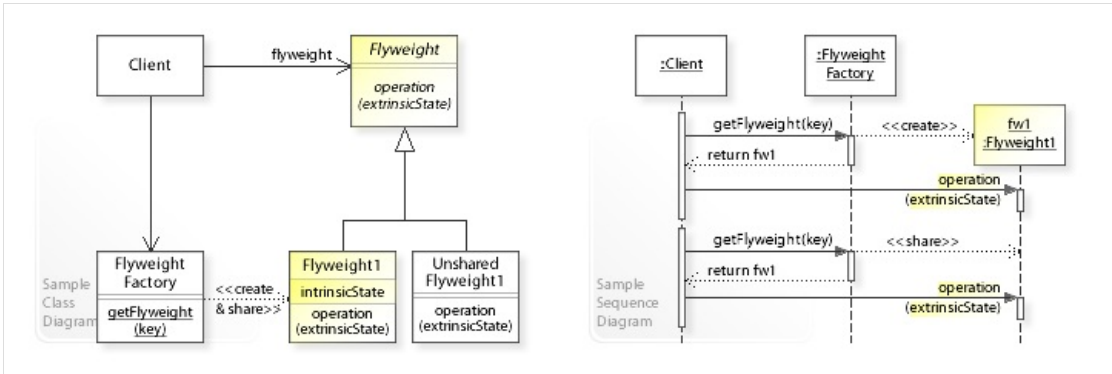 Client
flyweight
Flyweight
operation
(extrinsicState)
Flyweight
Factory
getFlyweight
(key)
<<create
& share>>
Flyweight1
intrinsicState
operation
(extrinsicState)
Unshared
Flyweight1
operation
(extrinsicState)
Sample
Class
Diagram
:Client
:Flyweight
Factory
getFlyweight(key)
<<create>>
fw1
:Flyweight1
return fw1
operation
(extrinsicState)
getFlyweight(key)
<<share>>
return fw1
operation
(extrinsicState)
Sample
Sequence
Diagram